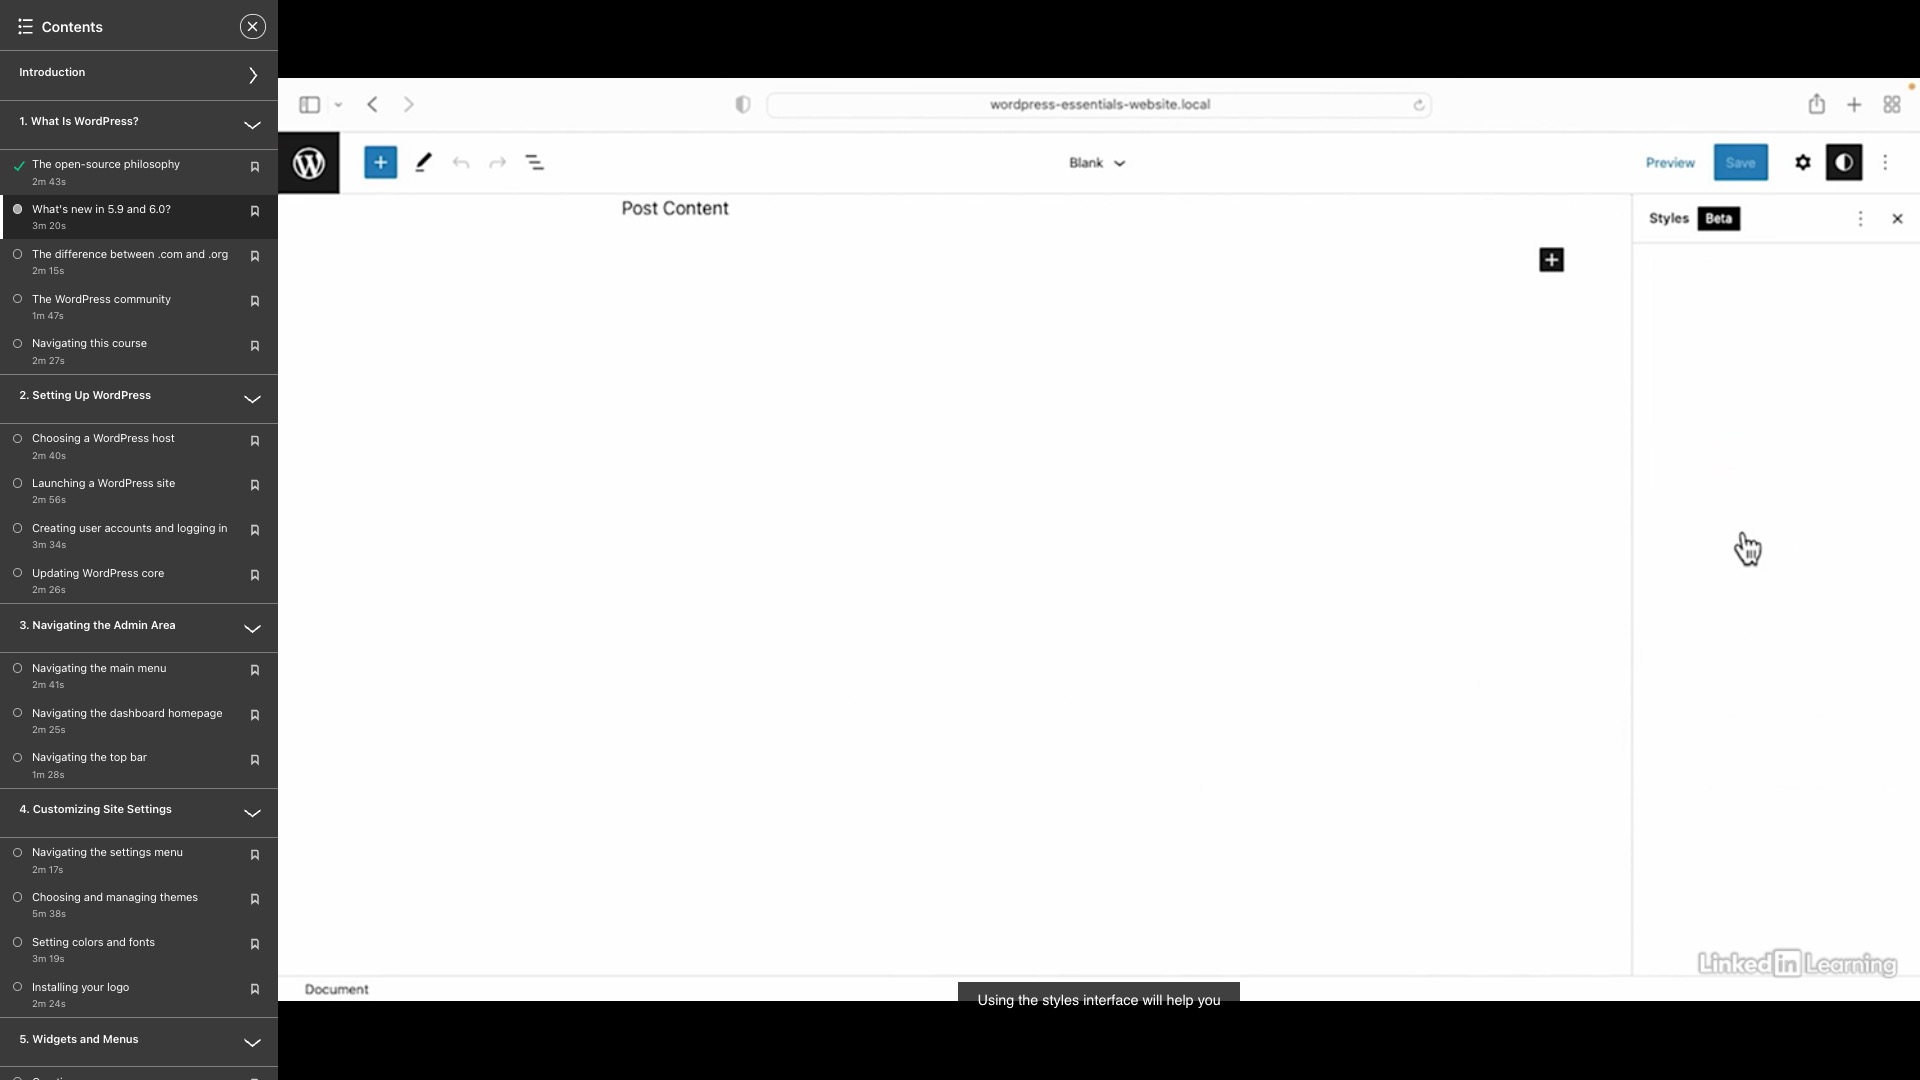 Contents
Introduction
1. What Is WordPress?
The open-source philosophy
2m 43s
What's new in 5.9 and 6.0?
3m 20s
The difference between .com and .org
2m 15s
The WordPress community
1m 47s
Navigating this course
2m 27s
2. Setting Up WordPress
Choosing a WordPress host
2m 40s
Launching a WordPress site
2m 56s
Creating user accounts and logging in
3m 34s
Updating WordPress core
2m 26s
3. Navigating the Admin Area
Navigating the main menu
2m 41s
Navigating the dashboard homepage
2m 25s
Navigating the top bar
1m 28s
4. Customizing Site Settings
Navigating the settings menu
2m 17s
Choosing and managing themes
5m 38s
Setting colors and fonts
3m 19s
Installing your logo
2m 24s
5. Widgets and Menus
wordpress-essentials-website.local
Blank
Preview
Save
Post Content
Styles Beta
Document
Linked in Learning
Using the styles interface will help you